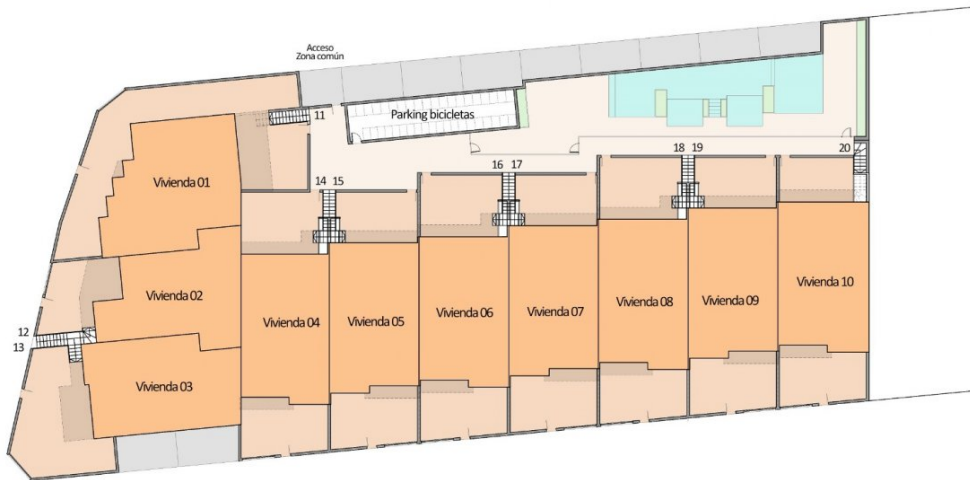 Acceso
Zona común
Parking bicicletas
11
Vivienda 01
14 15
16 17
18 19
20
Vivienda 02
12
13
Vivienda 03
Vivienda 04
Vivienda 05
Vivienda 06
Vivienda 07
Vivienda 08
Vivienda 09
Vivienda 10